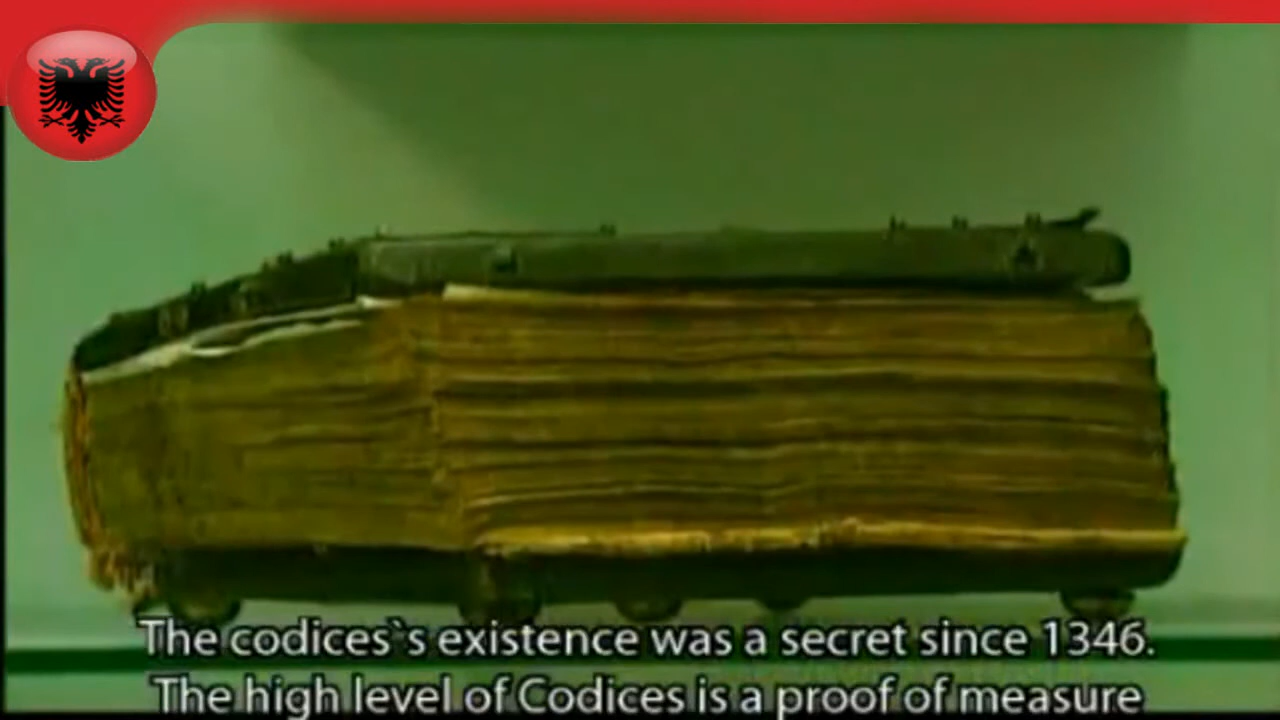 The codices`s existence was a secret since 1346.
The high level of Codices is a proof of measure